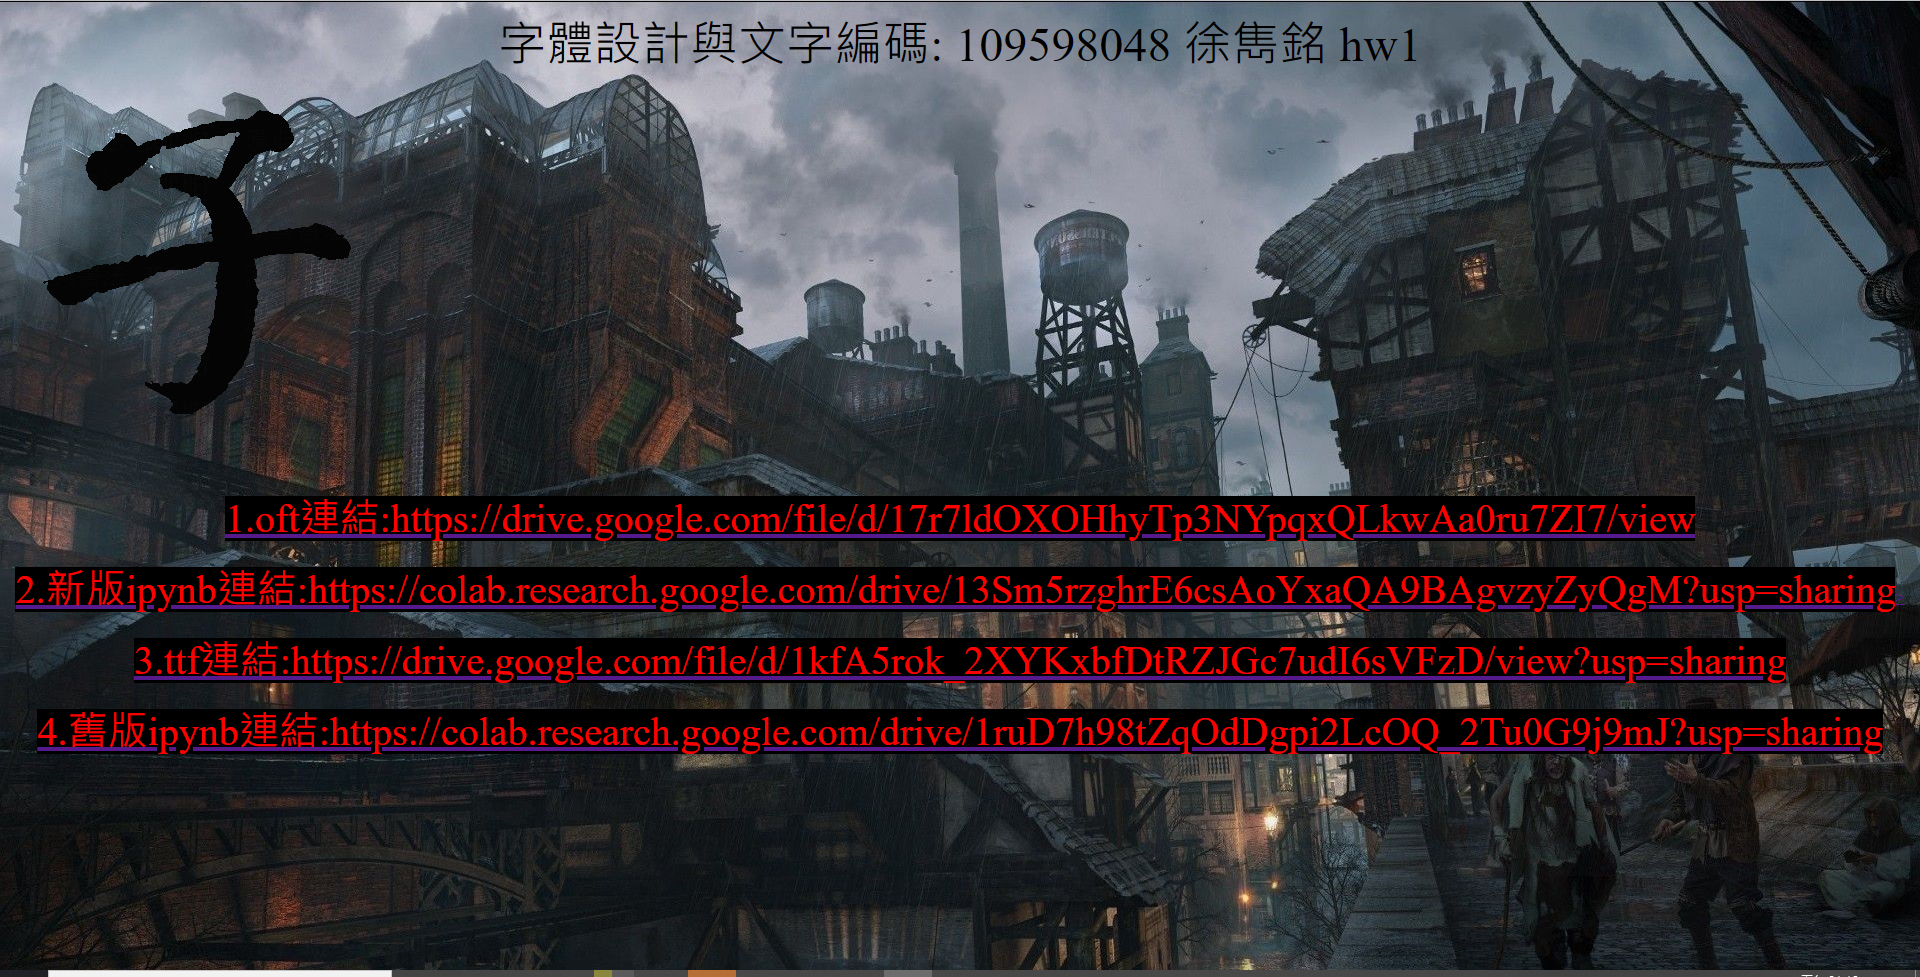 字體設計與文字編碼: 109598048 徐雋銘 hw1
字
1.oft連結:https://drive.google.com/file/d/17r7ldOXOHhyTp3NYpqxQLkwAa0ru7ZI7/view
2.新版ipynb連結:https://colab.research.google.com/drive/13Sm5rzghrE6csAoYxaQA9BAgvzyZyQgM?usp=sharing
3.ttf連結:https://drive.google.com/file/d/1kfA5rok_2XYKxbfDtRZJGc7udI6sVFzD/view?usp=sharing
4.舊版ipynb連結:https://colab.research.google.com/drive/1ruD7h98tZqOdDgpi2LcOQ_2Tu0G9j9mJ?usp=sharing